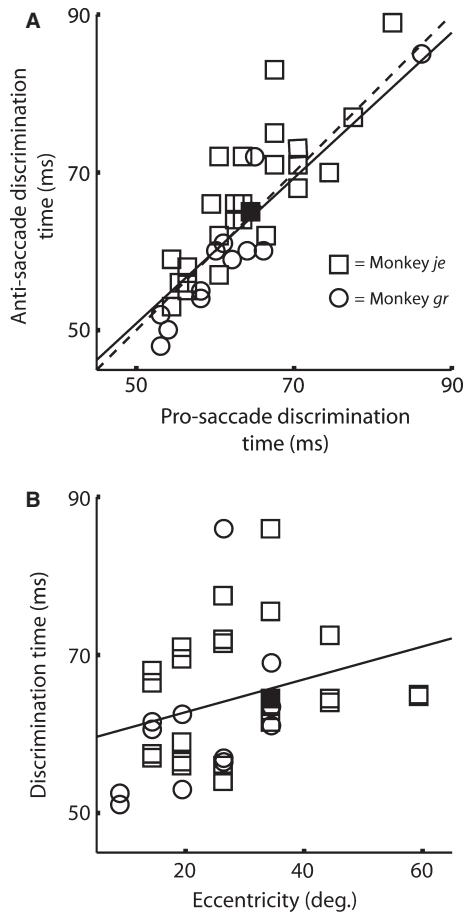 A
90
70
50
Anti-saccade discrimination
time (ms)
= Monkey je
= Monkey gr
50
70
90
Pro-saccade discrimination
time (ms)
B
90
70
50
Discrimination time (ms)
20
40
60
Eccentricity (deg.)